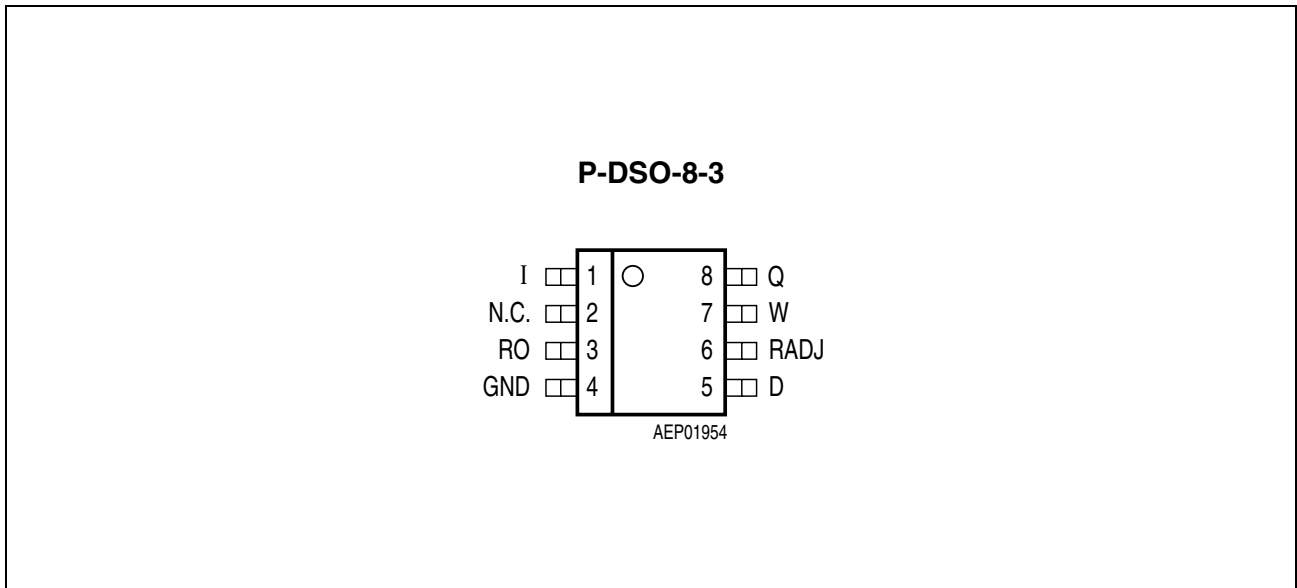 P-DSO-8-3
I 1 8 Q
N.C. 2 7 W
RO 3 6 RADJ
GND 4 5 D
AEP01954